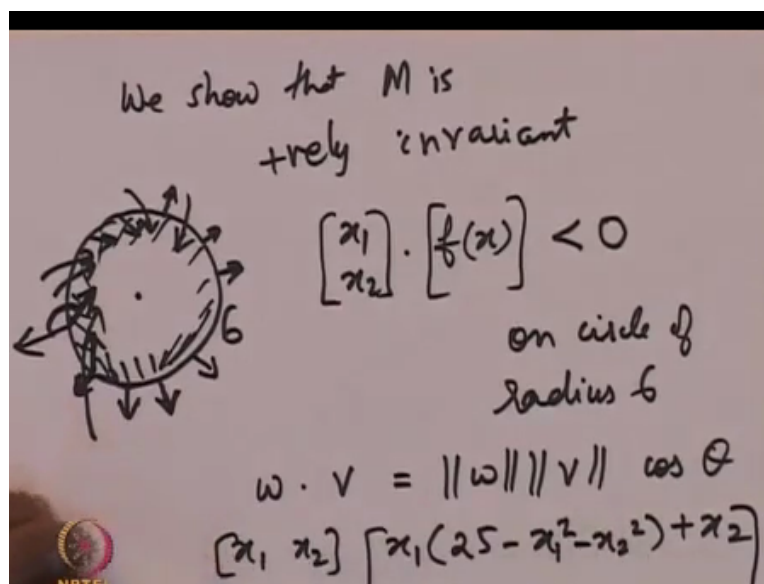 We show that M is
+vely invariant
[x₁ x₂] · [f(x)] < 0
6
on circle of
radius 6
w · v = ||w|| ||v|| cos θ
[x₁ x₂] [x₁(25 - x₁² - x₂²) + x₂]
NPTEL